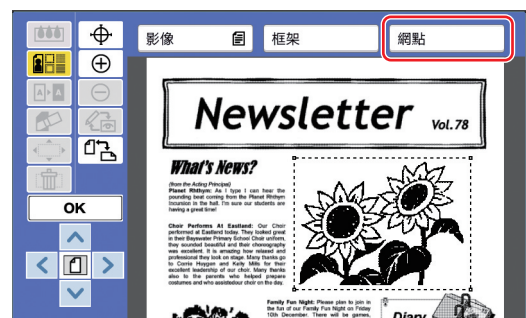 影像
框架
網點
OK
Newsletter Vol.78
What's News?
(from the Acting Principal)
Planet Rhthym: As I type I can hear the
pounding beat coming from the Planet Rhthym
Incursion in the hall. I'm sure our students are
having a great time!
Choir Performs At Eastland: Our Choir
performed at Eastland today. They looked great
in their Bayswater Primary School Choir uniform,
they sounded beautiful and their choreography
was excellent. It is amazing how relaxed and
professional they look on stage. Many thanks go
to Corrie Huygen and Kelly Mills for their
excellent leadership of our choir. Many thanks
also to the parents who helped prepare
costumes and who assistedour choir on the day.
Family Fun Night: Please plan to join in
the fun of our Family Fun Night on Friday
10th December. There will be games,
Diary